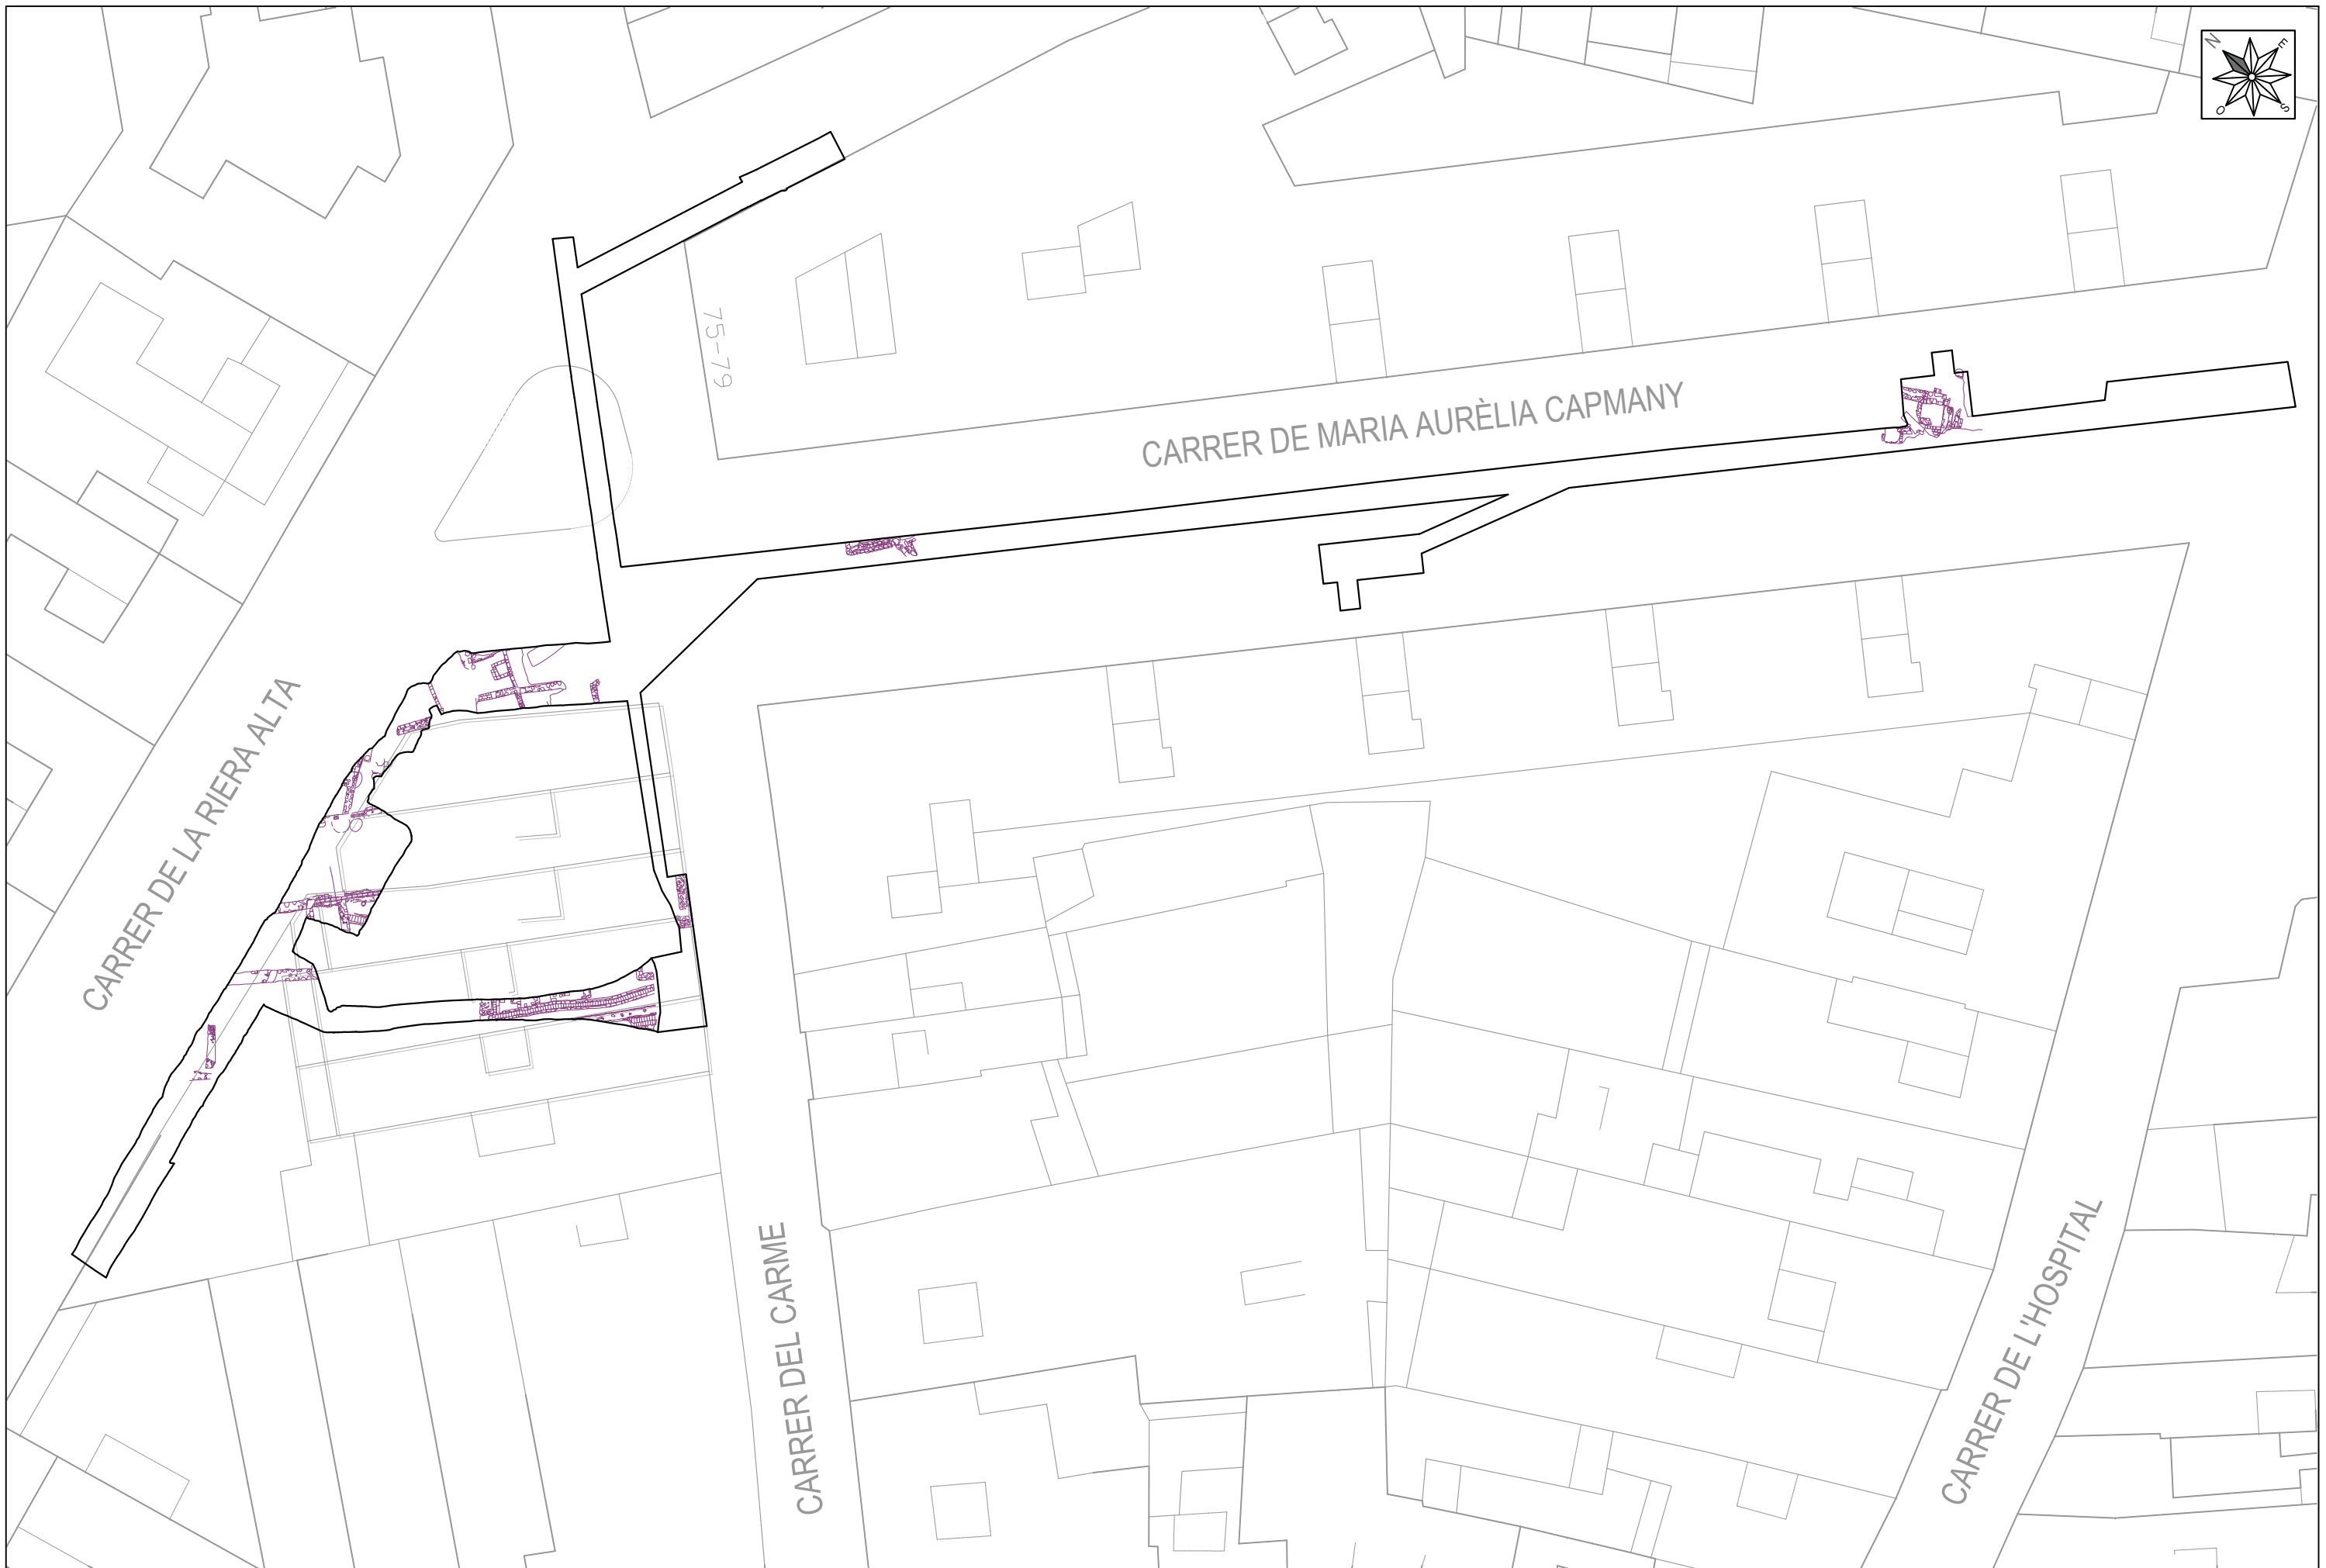 N
E
O
S
75-79
CARRER DE MARIA AURÈLIA CAPMANY
CARRER DE LA RIERA ALTA
CARRER DEL CARME
CARRER DE L'HOSPITAL